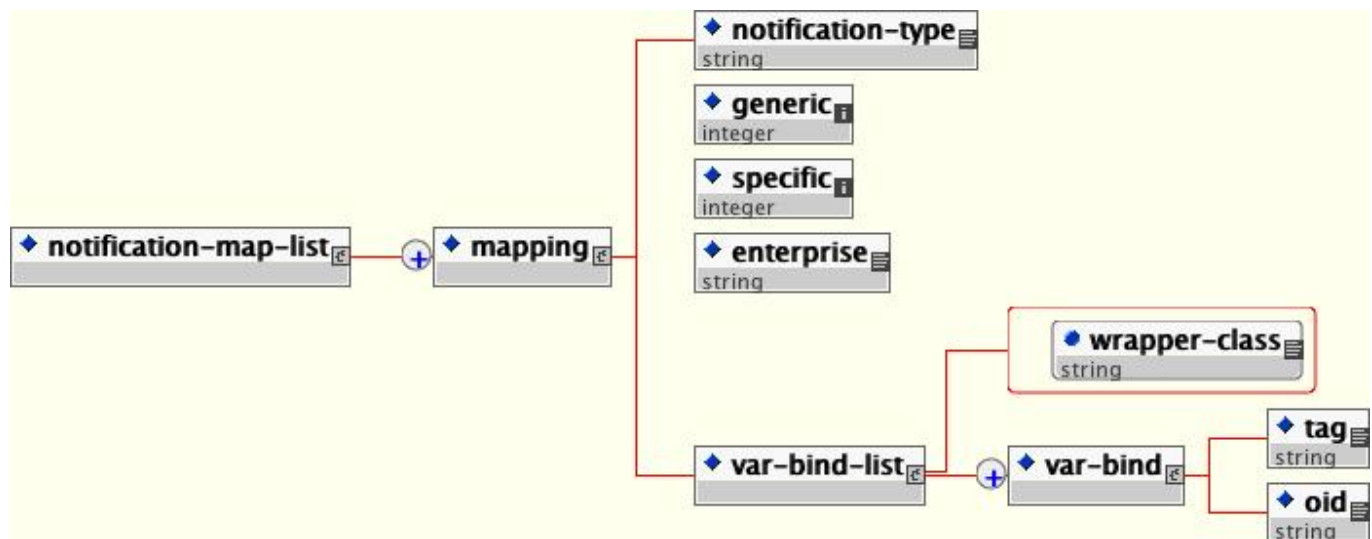 notification-type
string
generic
integer
specific
integer
notification-map-list
mapping
enterprise
string
wrapper-class
string
var-bind-list
var-bind
tag
string
oid
string